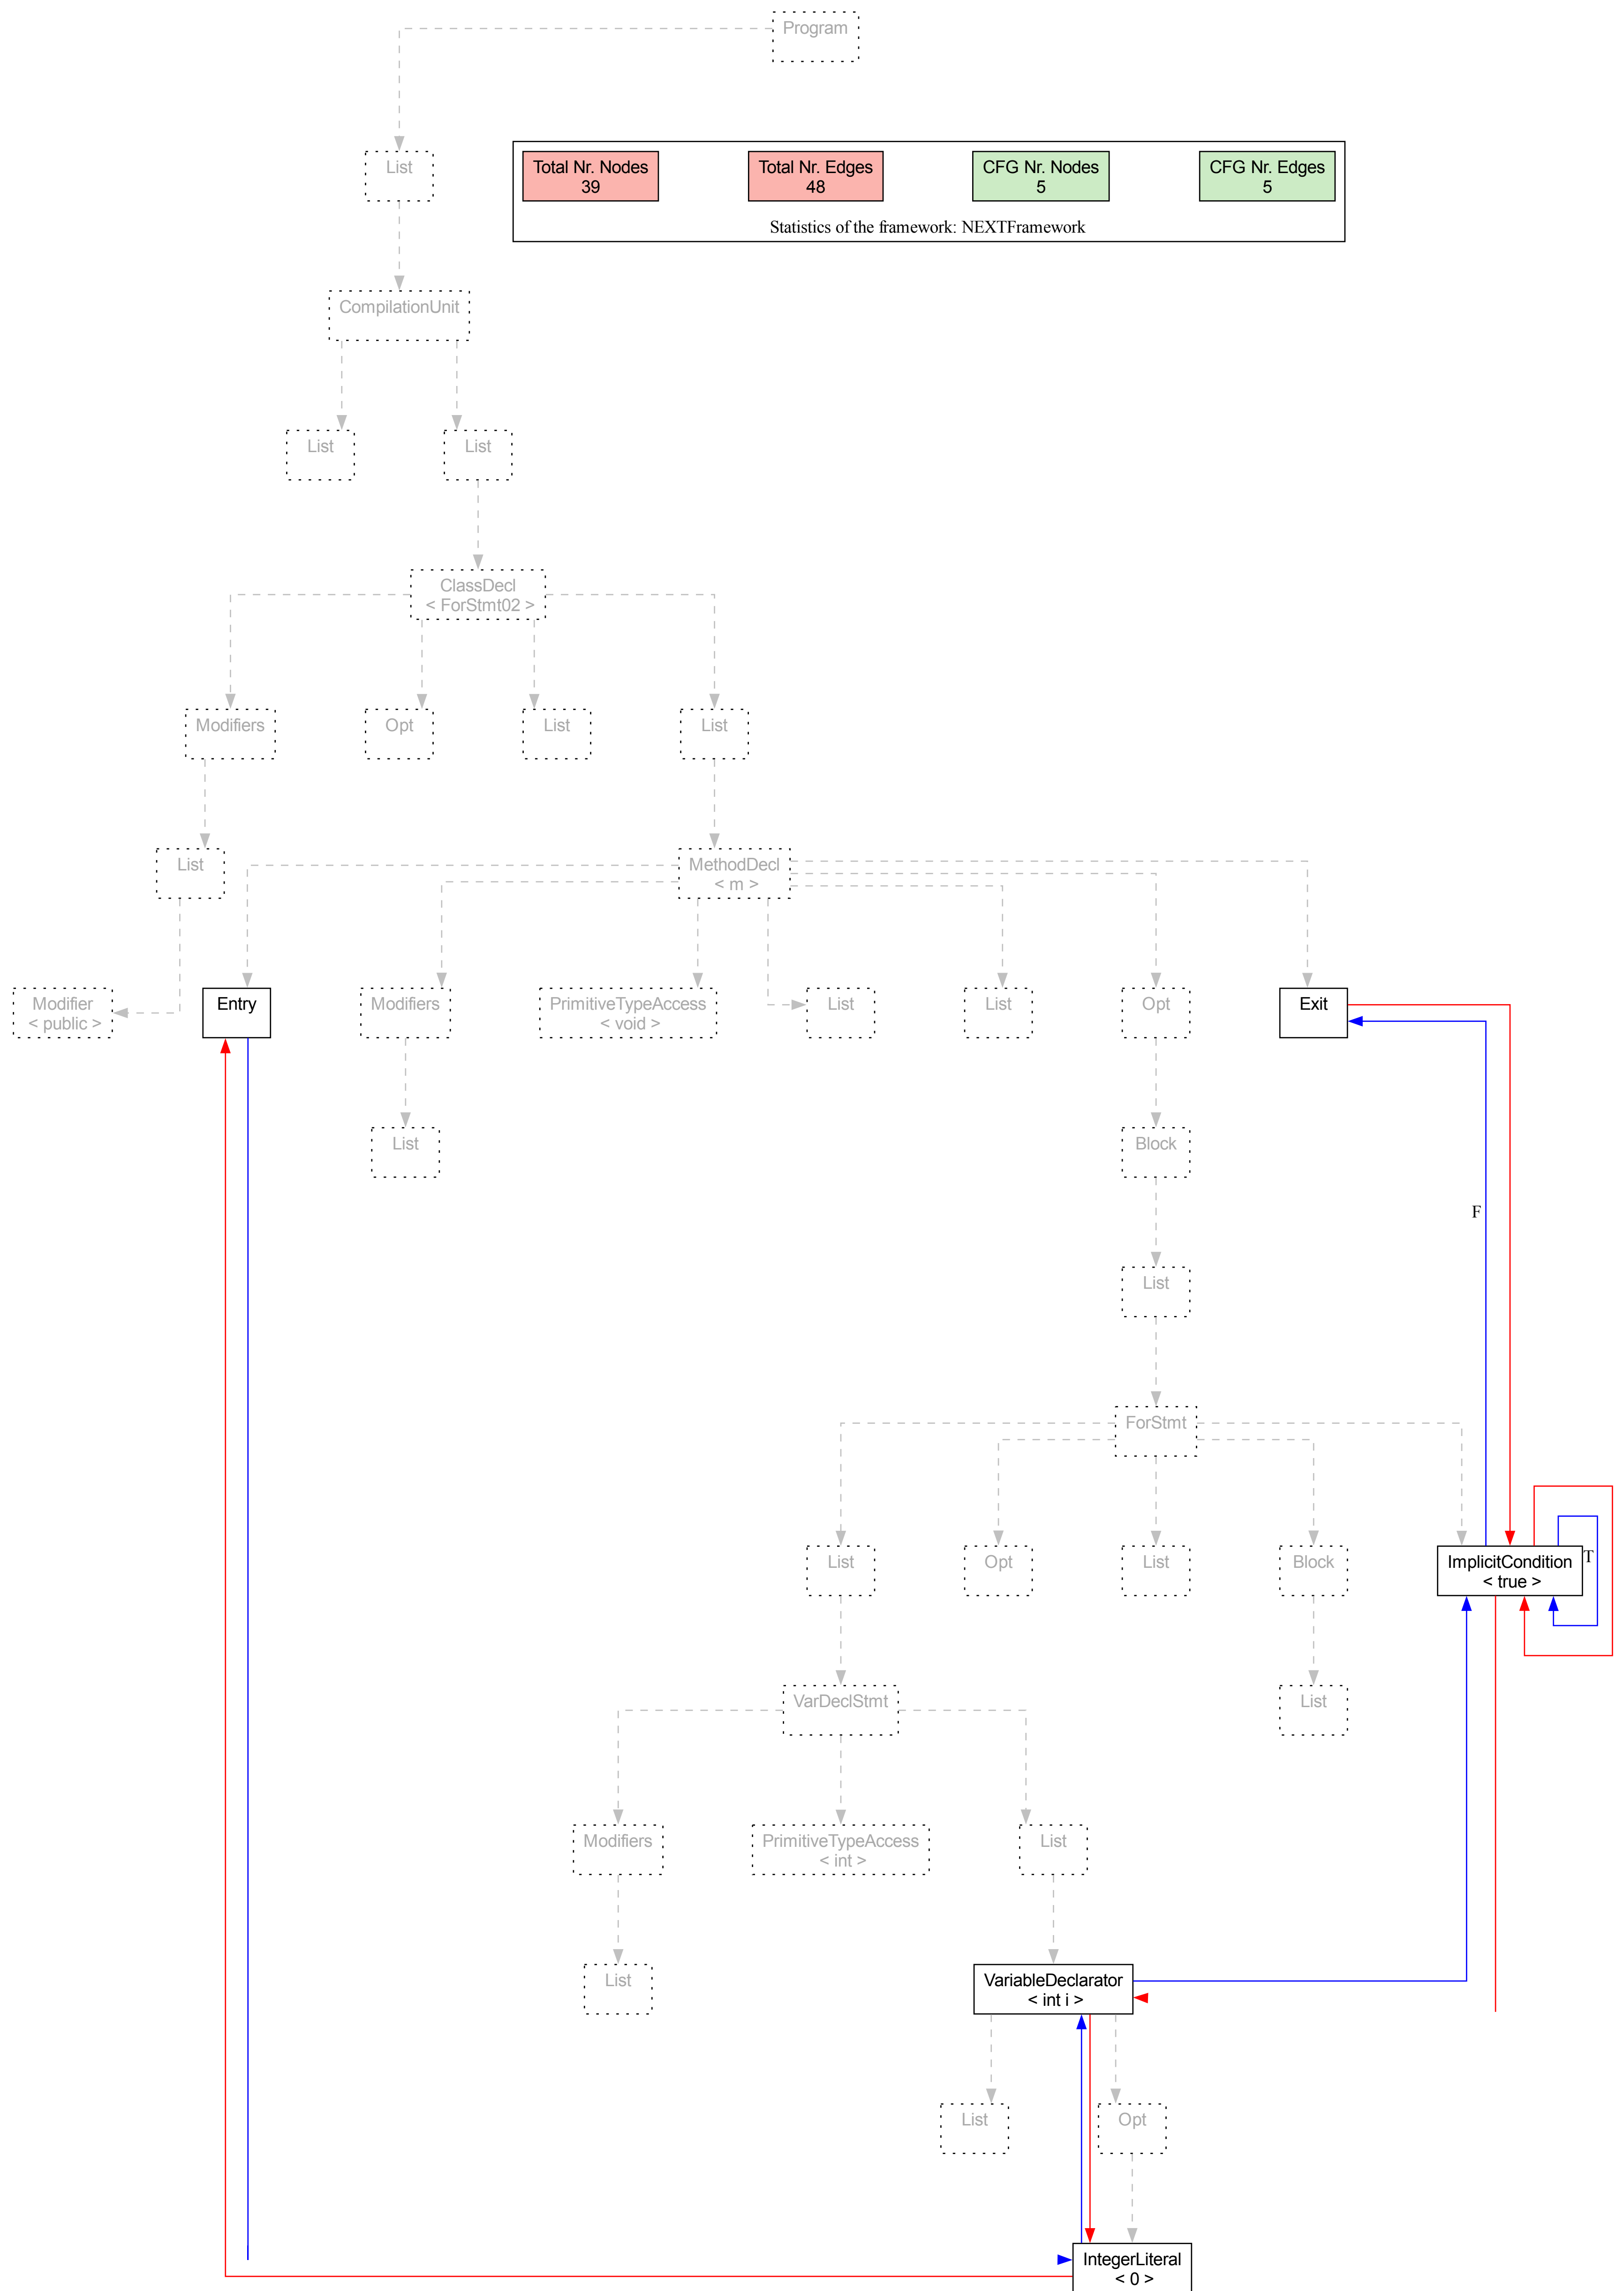 Program
List
Total Nr. Nodes
39
Total Nr. Edges
48
CFG Nr. Nodes
5
CFG Nr. Edges
5
Statistics of the framework: NEXTFramework
CompilationUnit
List
List
ClassDecl
< ForStmt02 >
Modifiers
Opt
List
List
List
MethodDecl
< m >
Modifier
< public >
Entry
Modifiers
PrimitiveTypeAccess
< void >
List
List
Opt
Exit
List
Block
F
List
ForStmt
List
Opt
List
Block
ImplicitCondition
< true >
T
VarDeclStmt
List
Modifiers
PrimitiveTypeAccess
< int >
List
List
VariableDeclarator
< int i >
List
Opt
IntegerLiteral
< 0 >